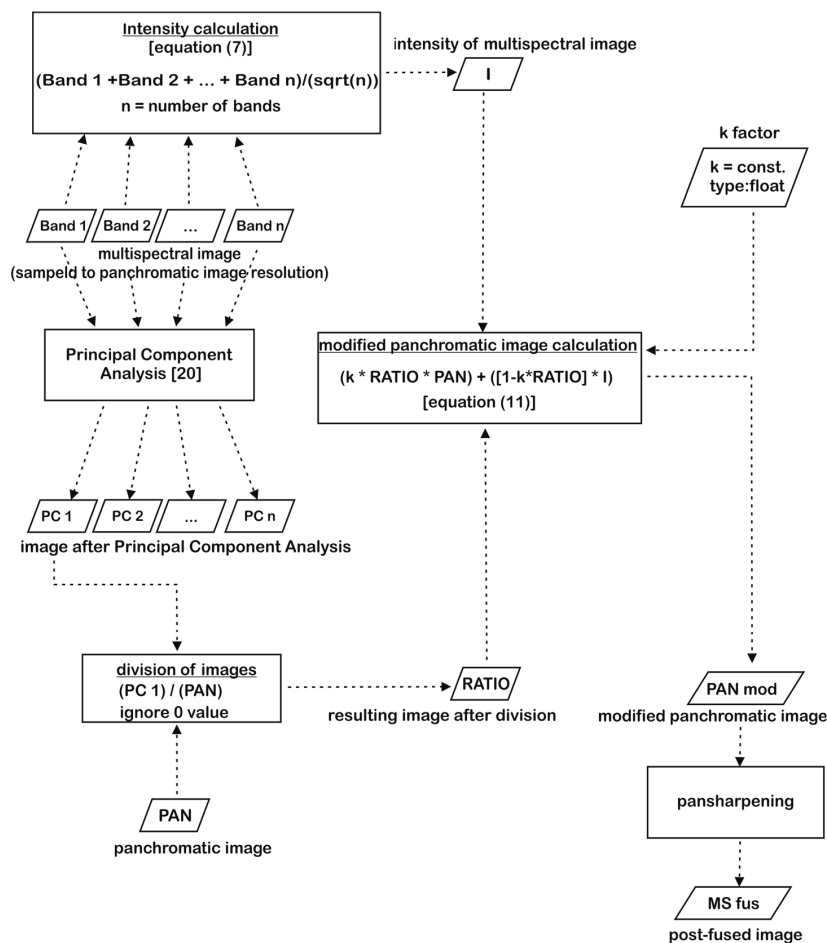 Intensity calculation
[equation (7)]
(Band 1 +Band 2 + ... + Band n)/(sqrt(n))
n = number of bands
intensity of multispectral image
I
k factor
k = const.
type:float
Band 1
Band 2
...
Band n
multispectral image
(sampeld to panchromatic image resolution)
Principal Component
Analysis [20]
modified panchromatic image calculation
(k * RATIO * PAN) + ([1-k*RATIO] * I)
[equation (11)]
PC 1
PC 2
...
PC n
image after Principal Component Analysis
division of images
(PC 1) / (PAN)
ignore 0 value
RATIO
resulting image after division
PAN mod
modified panchromatic image
PAN
panchromatic image
pansharpening
MS fus
post-fused image